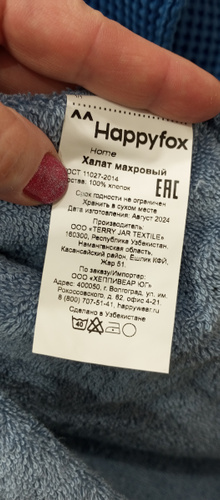 Happyfox
Home
Халат махровый
ГОСТ 11027-2014
100% хлопок
EAC
Срок годности не ограничен
Хранить в сухом месте
Дата изготовления: Август 2024
Производитель:
ООО «TERRY JAR TEXTILE»
160300, Республика Узбекистан,
Наманганская область,
Касансайский район, Ешлик КФЙ,
Жар 51.
По заказу/Импортер:
ООО «ХЕППИВЕАР ЮГ»
Адрес: 400050, г. Волгоград, ул. им.
Рокоссовского, д. 62, офис 4-21.
8 (800) 707-51-41, happywear.ru
Сделано в Узбекистане
40